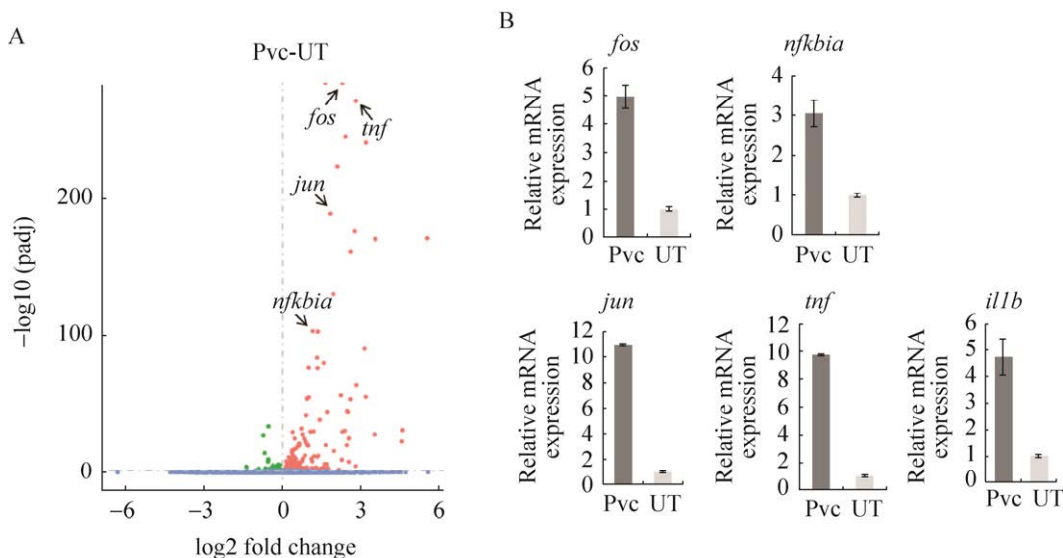 A
Pvc-UT
fos
tnf
jun
nfkbia
200
100
0
−log10 (padj)
−6
−3
0
3
6
log2 fold change
B
fos
Relative mRNA
expression
6
5
4
3
2
1
0
Pvc UT
nfkbia
Relative mRNA
expression
4
3
2
1
0
Pvc UT
jun
Relative mRNA
expression
12
10
8
6
4
2
0
Pvc UT
tnf
Relative mRNA
expression
12
10
8
6
4
2
0
Pvc UT
il1b
Relative mRNA
expression
6
5
4
3
2
1
0
Pvc UT